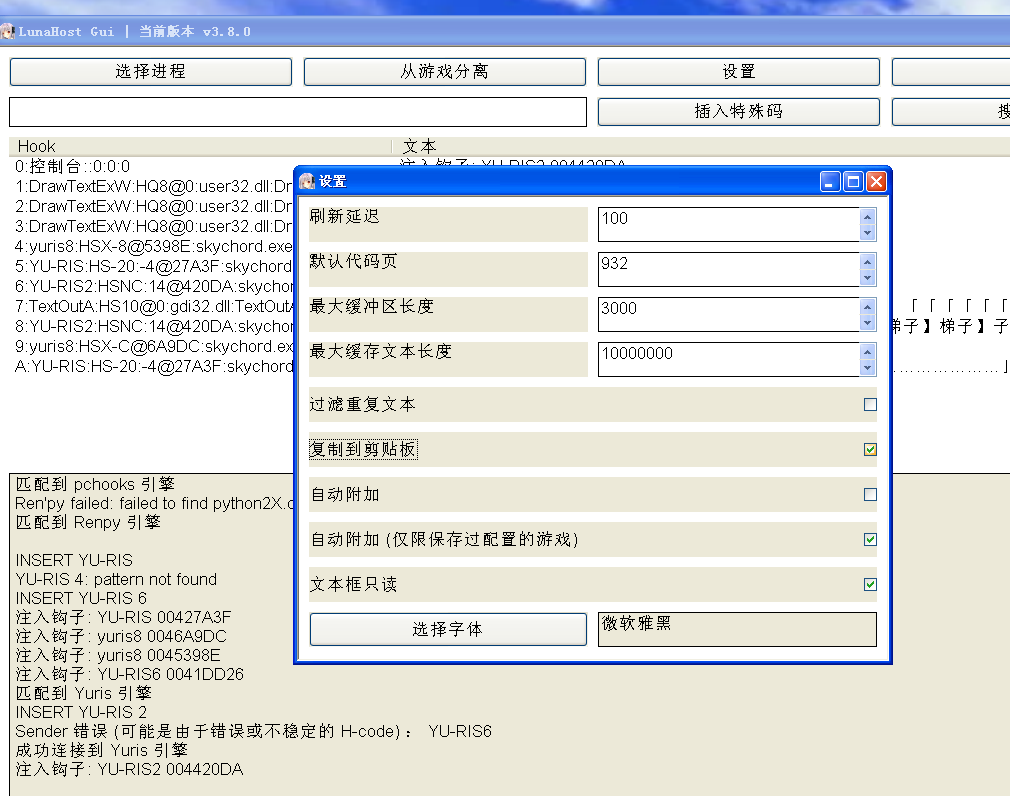 LunaHost Gui | 当前版本 v3.8.0
选择进程
从游戏分离
设置
插入特殊码
搜
Hook
文本
0:控制台::0:0:0
注入钩子: YU-RIS2 004420DA
1:DrawTextExW:HQ8@0:user32.dll:Dr
2:DrawTextExW:HQ8@0:user32.dll:Dr
3:DrawTextExW:HQ8@0:user32.dll:Dr
4:yuris8:HSX-8@5398E:skychord.exe
5:YU-RIS:HS-20:-4@27A3F:skychord
6:YU-RIS2:HSNC:14@420DA:skychor
7:TextOutA:HS10@0:gdi32.dll:TextOutA
「「「「「「
8:YU-RIS2:HSNC:14@420DA:skychor
梯子】梯子】子
9:yuris8:HSX-C@6A9DC:skychord.ex
A:YU-RIS:HS-20:-4@27A3F:skychord
………………」
设置
刷新延迟
100
默认代码页
932
最大缓冲区长度
3000
最大缓存文本长度
10000000
过滤重复文本
复制到剪贴板
自动附加
自动附加 (仅限保存过配置的游戏)
文本框只读
选择字体
微软雅黑
匹配到 pchooks 引擎
Ren'py failed: failed to find python2X.d
匹配到 Renpy 引擎
INSERT YU-RIS
YU-RIS 4: pattern not found
INSERT YU-RIS 6
注入钩子: YU-RIS 00427A3F
注入钩子: yuris8 0046A9DC
注入钩子: yuris8 0045398E
注入钩子: YU-RIS6 0041DD26
匹配到 Yuris 引擎
INSERT YU-RIS 2
Sender 错误 (可能是由于错误或不稳定的 H-code) ： YU-RIS6
成功连接到 Yuris 引擎
注入钩子: YU-RIS2 004420DA